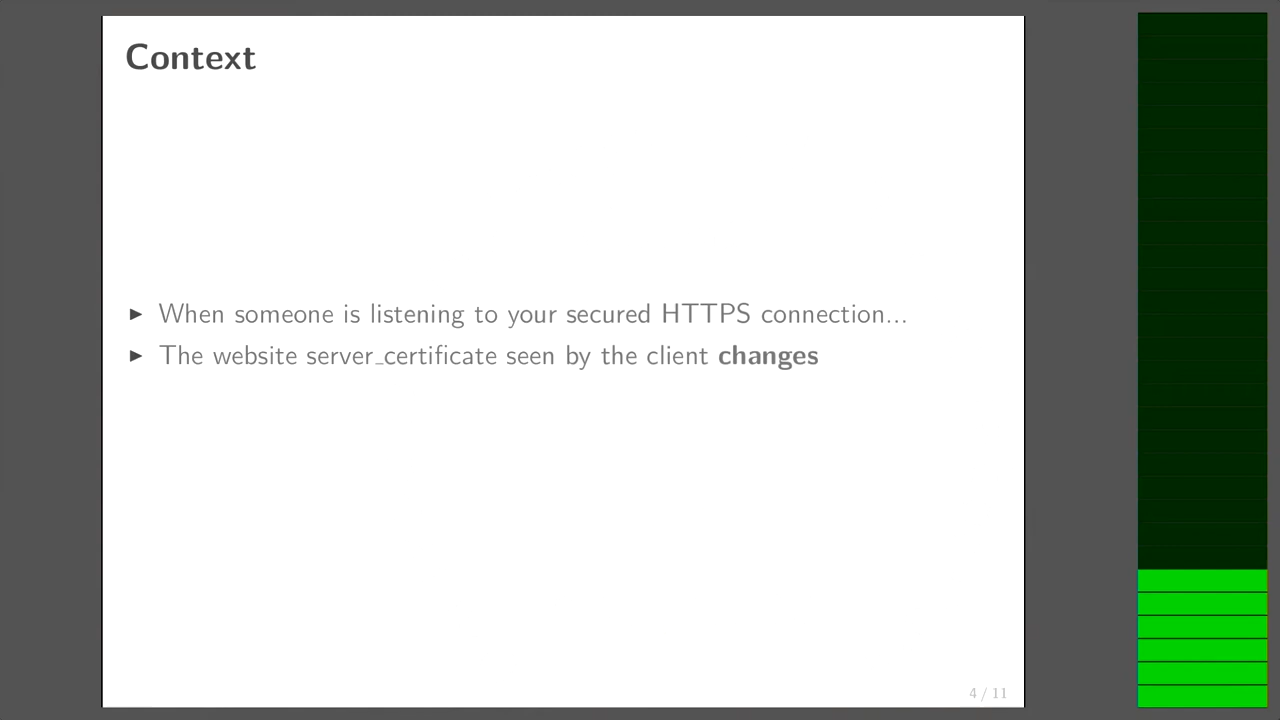 Context
▶ When someone is listening to your secured HTTPS connection...
▶ The website server_certificate seen by the client changes
4 / 11